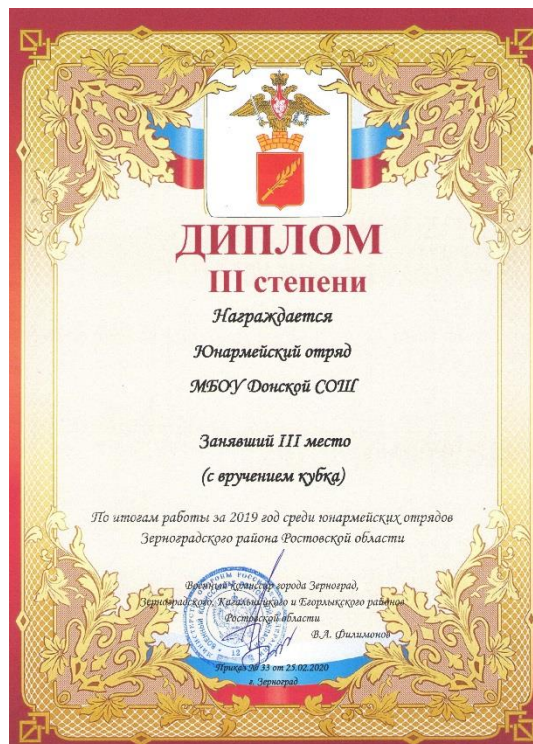 ДИПЛОМ
III степени
Награждается
Юнармейский отряд
МБОУ Донской СОШ
Занявший III место
(с вручением кубка)
По итогам работы за 2019 год среди юнармейских отрядов
Зерноградского района Ростовской области
Военный комиссар города Зерноград,
Зерноградского, Кагальницкого и Егорлыкского районов
Ростовской области
В.А. Филимонов
Приказ № 33 от 25.02.2020
г. Зерноград